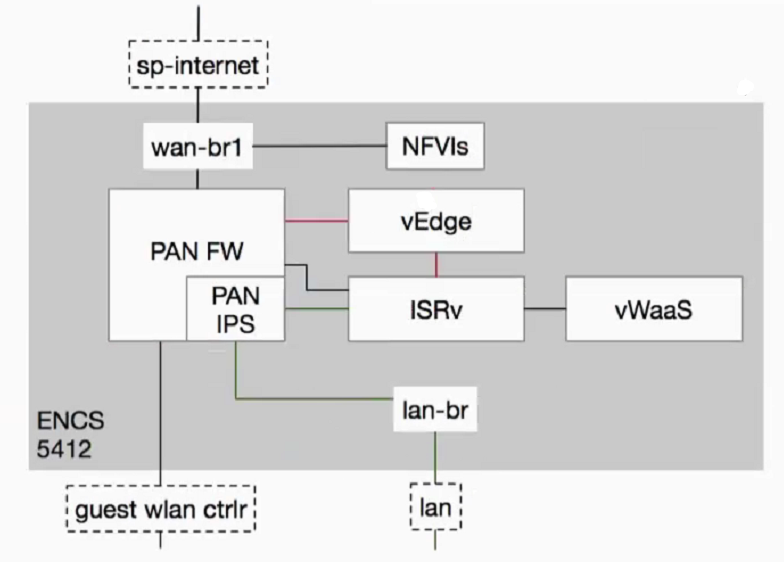 sp-internet
wan-br1
NFVIs
vEdge
PAN FW
PAN
IPS
ISRv
vWaaS
lan-br
ENCS
5412
guest wlan ctrlr
lan